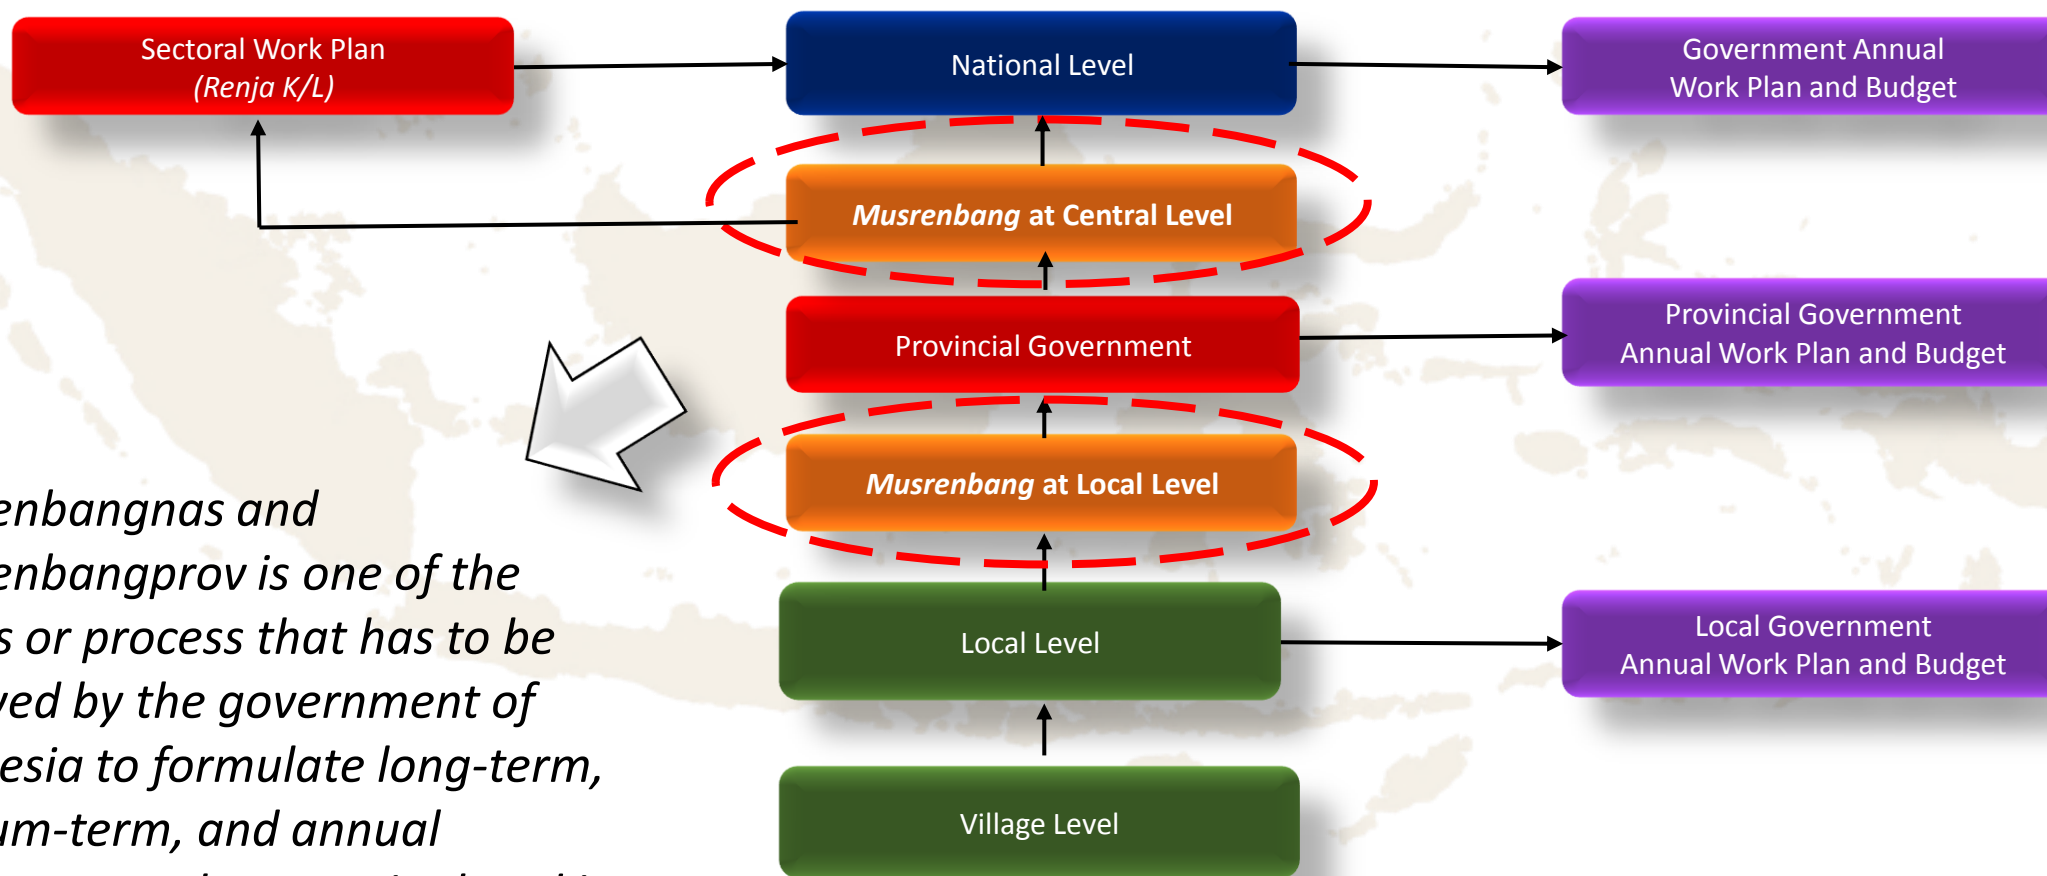 Sectoral Work Plan
(Renja K/L)
National Level
Government Annual
Work Plan and Budget
Musrenbang at Central Level
Provincial Government
Provincial Government
Annual Work Plan and Budget
Musrenbang at Local Level
Local Level
Local Government
Annual Work Plan and Budget
Village Level
enbangnas and
enbangprov is one of the
s or process that has to be
ved by the government of
esia to formulate long-term,
um-term, and annual